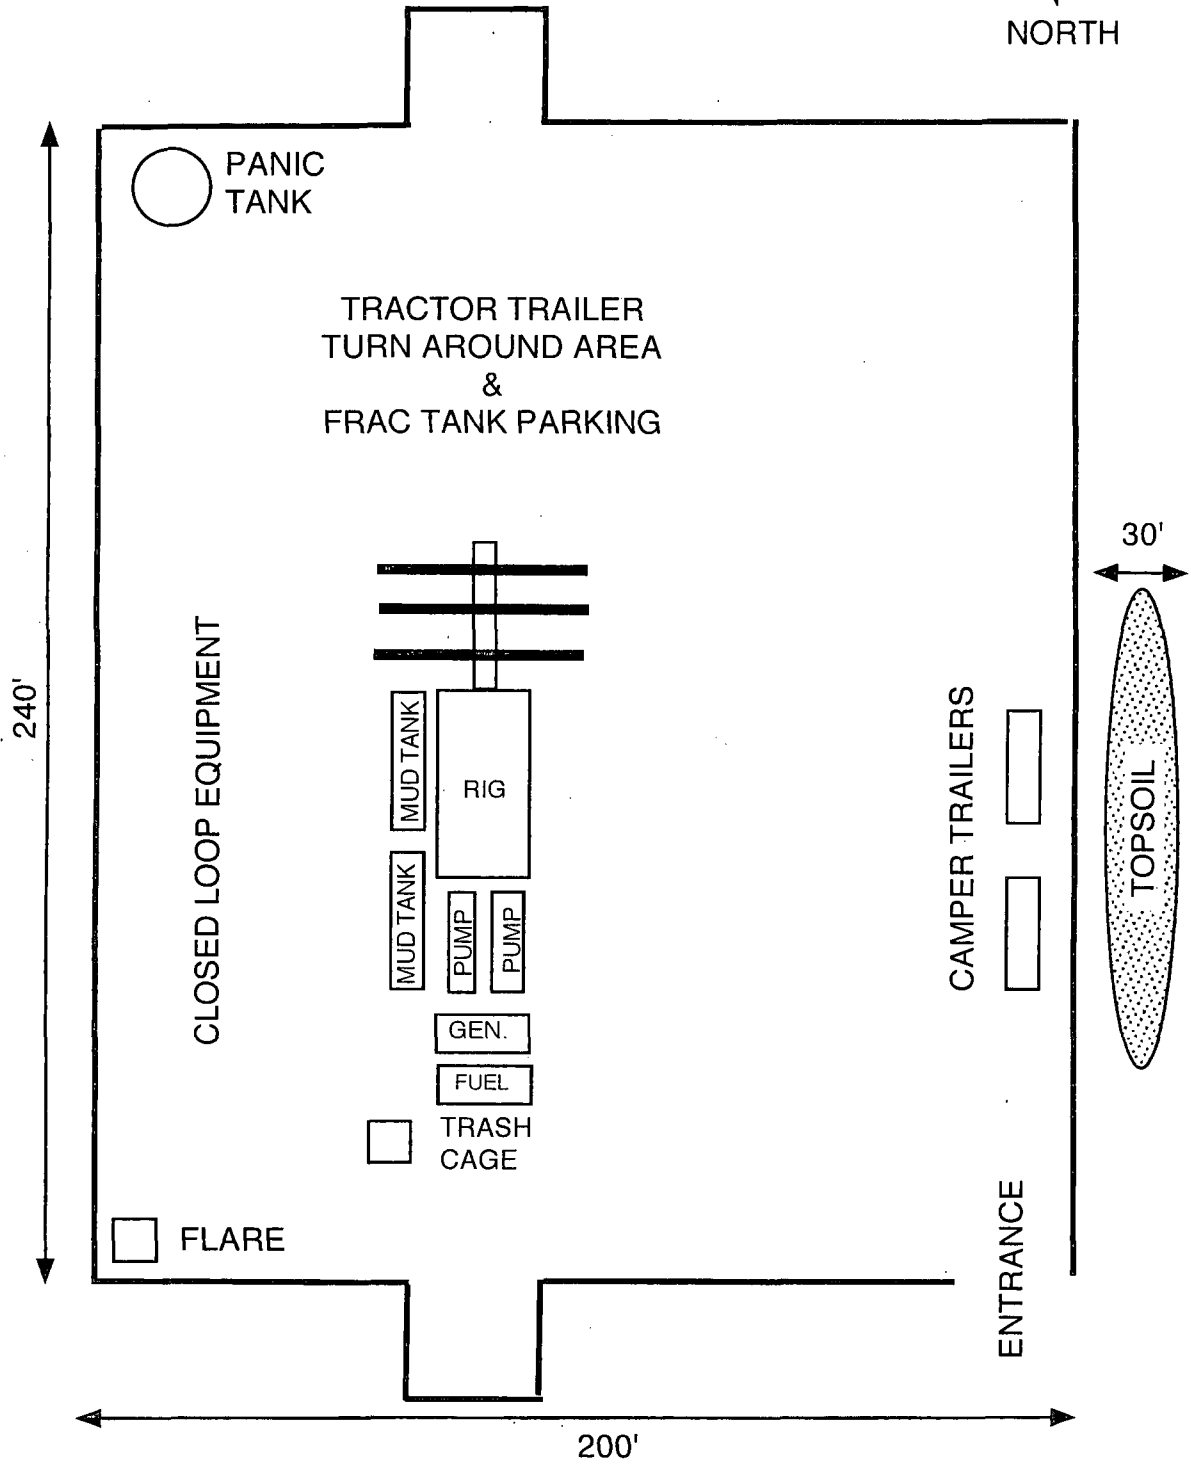 NORTH
PANIC
TANK
TRACTOR TRAILER
TURN AROUND AREA
&
FRAC TANK PARKING
30'
240'
CLOSED LOOP EQUIPMENT
MUD TANK
RIG
CAMPER TRAILERS
TOPSOIL
MUD TANK
PUMP
PUMP
GEN.
FUEL
TRASH
CAGE
FLARE
ENTRANCE
200'